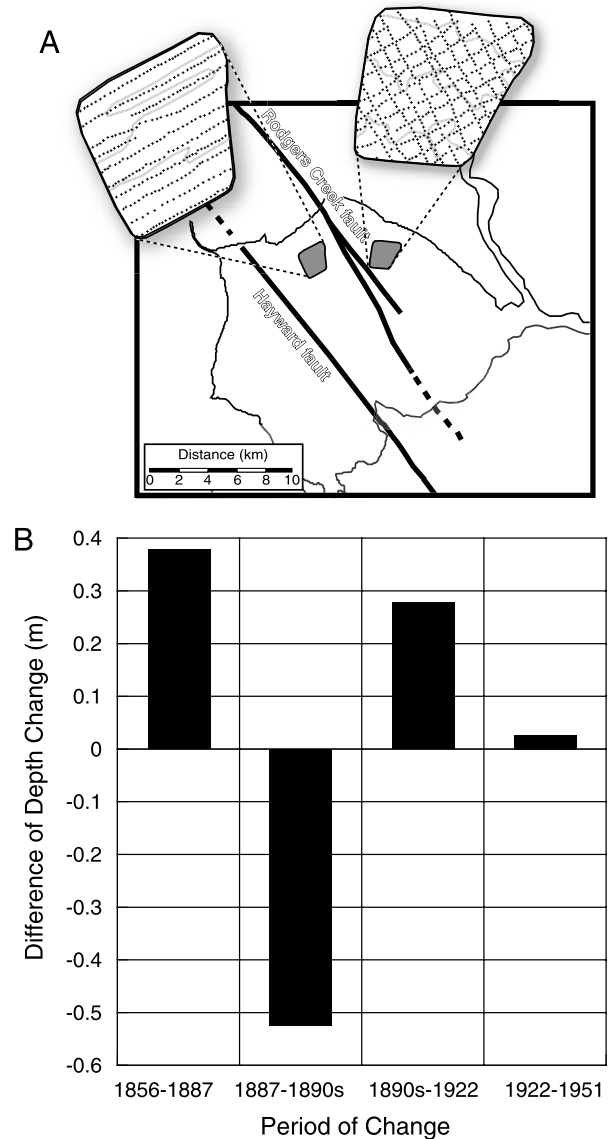 A
Rodgers Creek fault
Hayward fault
Distance (km)
0 2 4 6 8 10
B
Difference of Depth Change (m)
0.4
0.3
0.2
0.1
0
-0.1
-0.2
-0.3
-0.4
-0.5
-0.6
1856-1887 1887-1890s 1890s-1922 1922-1951
Period of Change